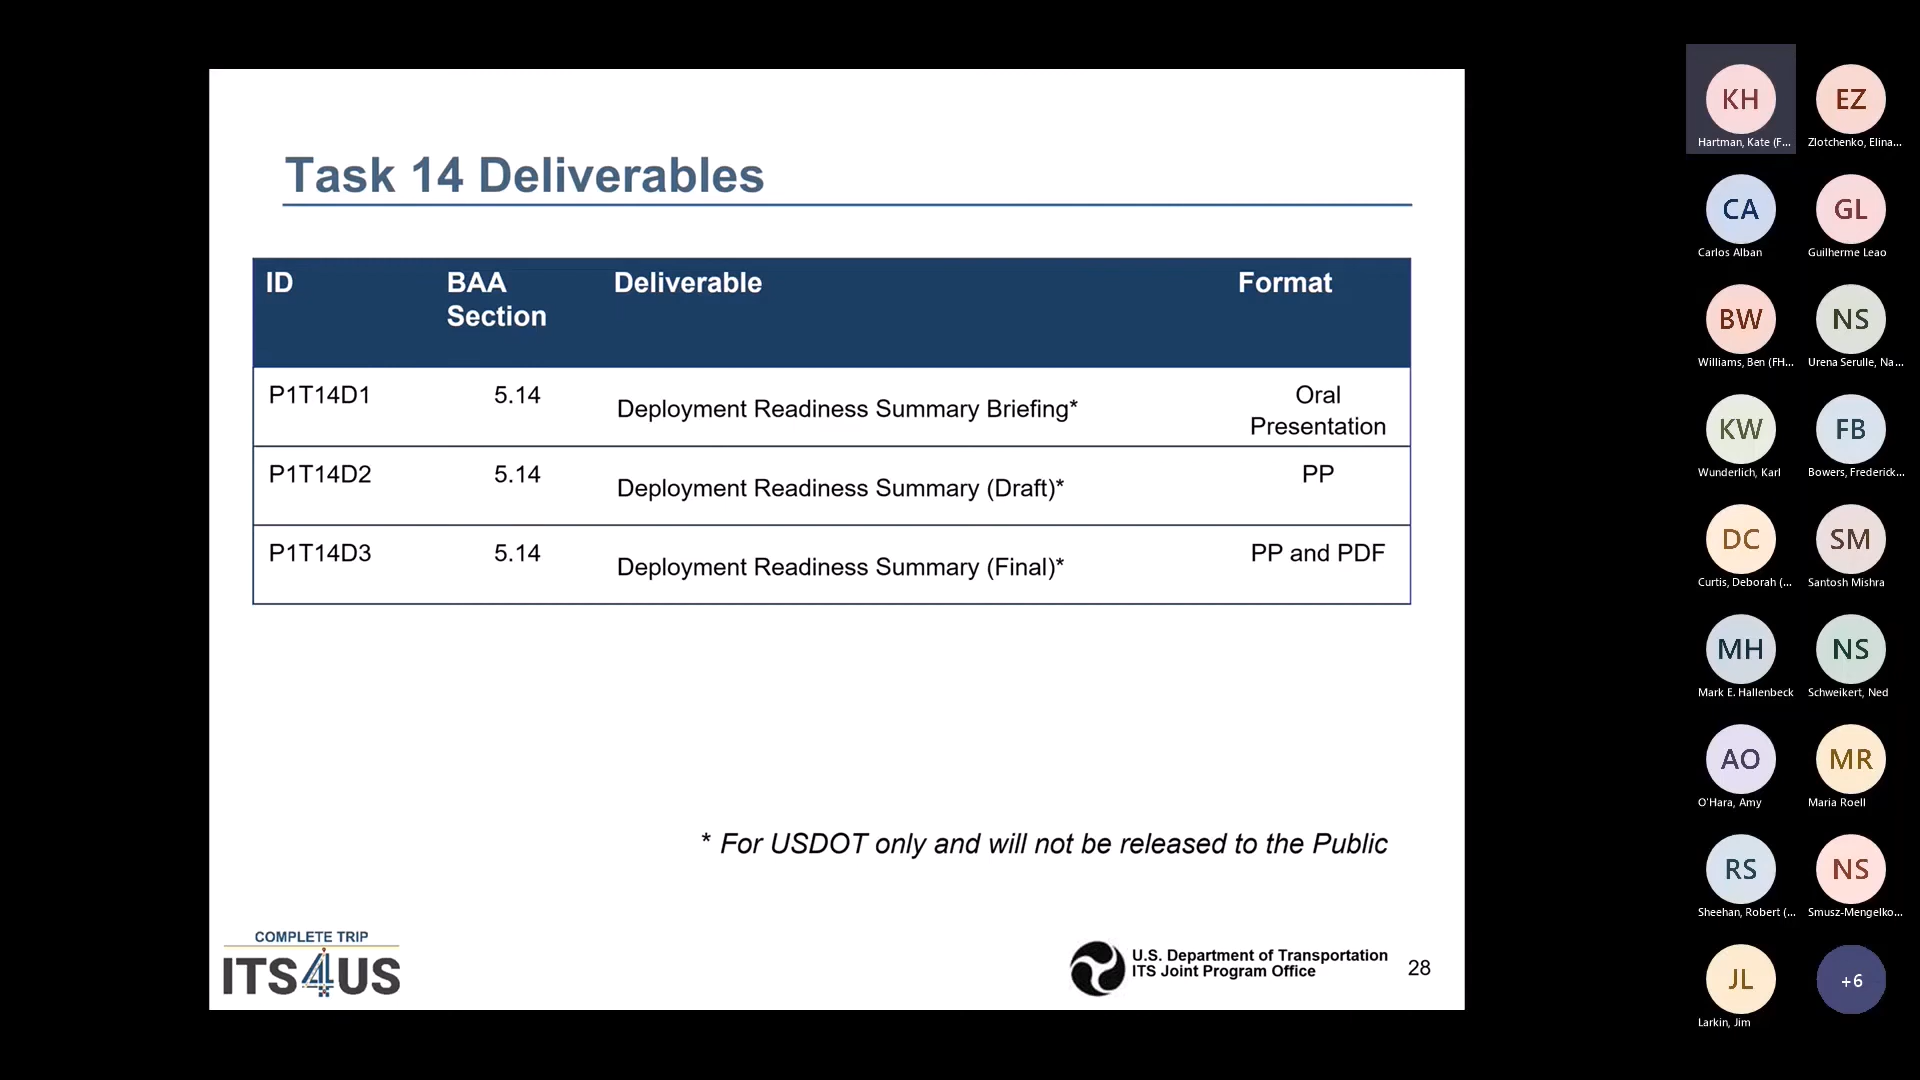 Task 14 Deliverables
ID
BAA
Section
Deliverable
Format
P1T14D1
5.14
Deployment Readiness Summary Briefing*
Oral
Presentation
P1T14D2
5.14
Deployment Readiness Summary (Draft)*
PP
P1T14D3
5.14
Deployment Readiness Summary (Final)*
PP and PDF
* For USDOT only and will not be released to the Public
COMPLETE TRIP
ITS4US
U.S. Department of Transportation
ITS Joint Program Office
28
KH
Hartman, Kate (F...
EZ
Zlotchenko, Elina...
CA
Carlos Alban
GL
Guilherme Leao
BW
Williams, Ben (FH...
NS
Urena Serulle, Na...
KW
Wunderlich, Karl
FB
Bowers, Frederick...
DC
Curtis, Deborah (...
SM
Santosh Mishra
MH
Mark E. Hallenbeck
NS
Schweikert, Ned
AO
O'Hara, Amy
MR
Maria Roell
RS
Sheehan, Robert (...
NS
Smusz-Mengelko...
JL
Larkin, Jim
+6